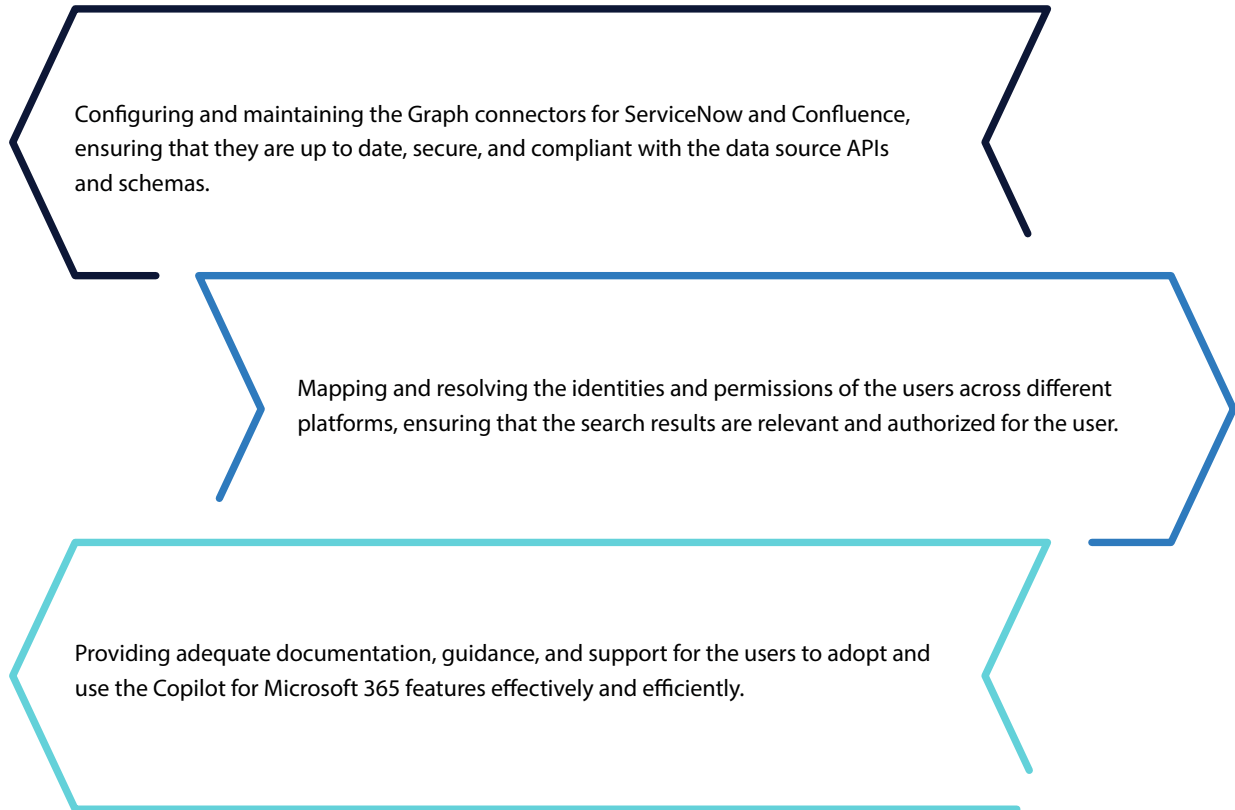 Configuring and maintaining the Graph connectors for ServiceNow and Confluence,
ensuring that they are up to date, secure, and compliant with the data source APIs
and schemas.
Mapping and resolving the identities and permissions of the users across different
platforms, ensuring that the search results are relevant and authorized for the user.
Providing adequate documentation, guidance, and support for the users to adopt and
use the Copilot for Microsoft 365 features effectively and efficiently.